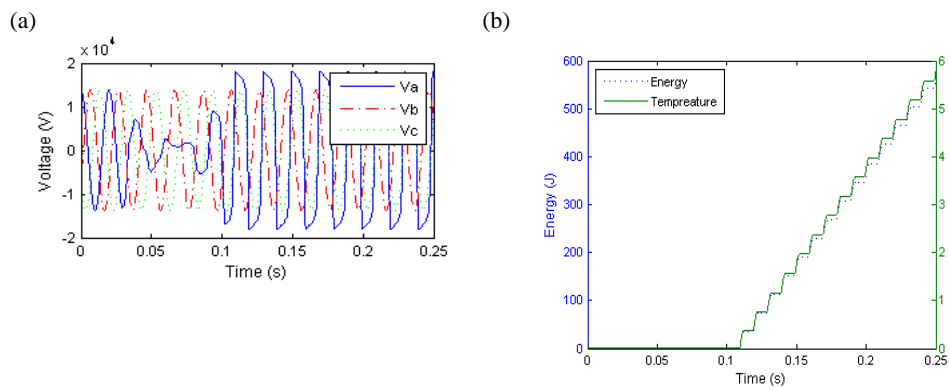 (a)
(b)
× 10⁴
2
1
0
-1
-2
Voltage (V)
0
0.05
0.1
0.15
0.2
0.25
Time (s)
Va
Vb
Vc
600
500
400
300
200
100
0
Energy (J)
Energy
Tempreature
6
5
4
3
2
1
0
0
0.05
0.1
0.15
0.2
0.25
Time (s)